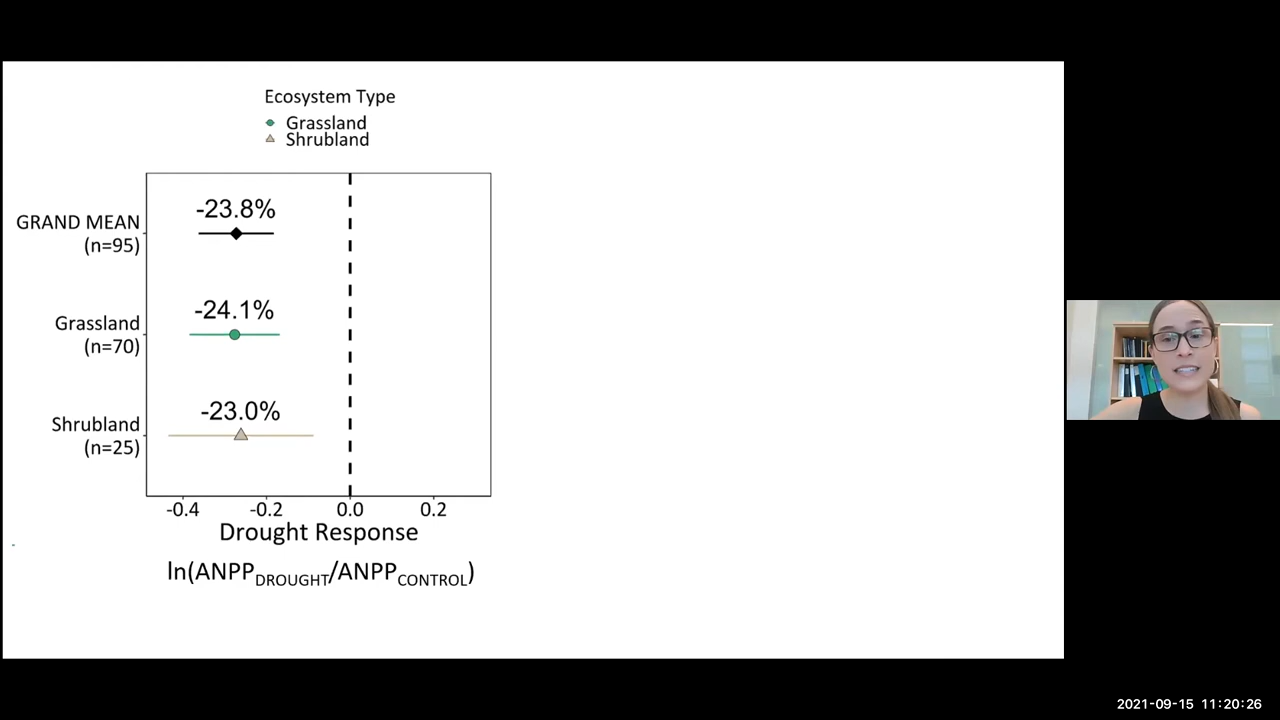 Ecosystem Type
Grassland
Shrubland
-23.8%
GRAND MEAN
(n=95)
-24.1%
Grassland
(n=70)
-23.0%
Shrubland
(n=25)
-0.4 -0.2 0.0 0.2
Drought Response
ln(ANPPDROUGHT/ANPPCONTROL)
2021-09-15 11:20:26